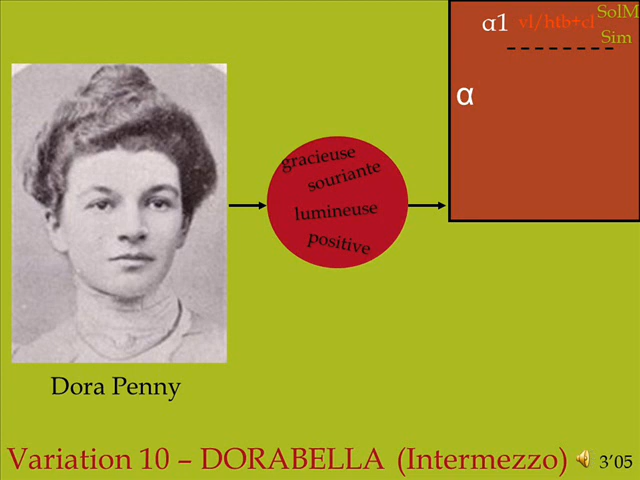 α1 vl/htb+cl SolM
Sim
α
gracieuse
souriante
lumineuse
positive
Dora Penny
Variation 10 – DORABELLA (Intermezzo) 3’05